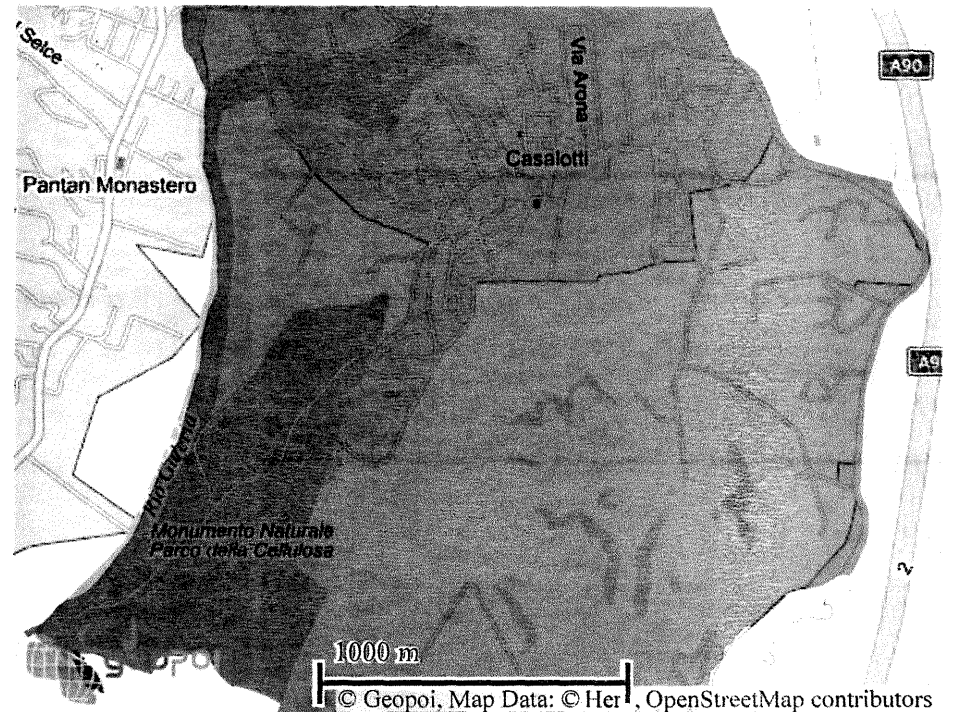 Selce
Via Arona
A90
Casalotti
Pantan Monastero
A9
Rio
Monumento Naturale
Parco della Cellulosa
2
1000 m
© Geopoi, Map Data: © Her , OpenStreetMap contributors